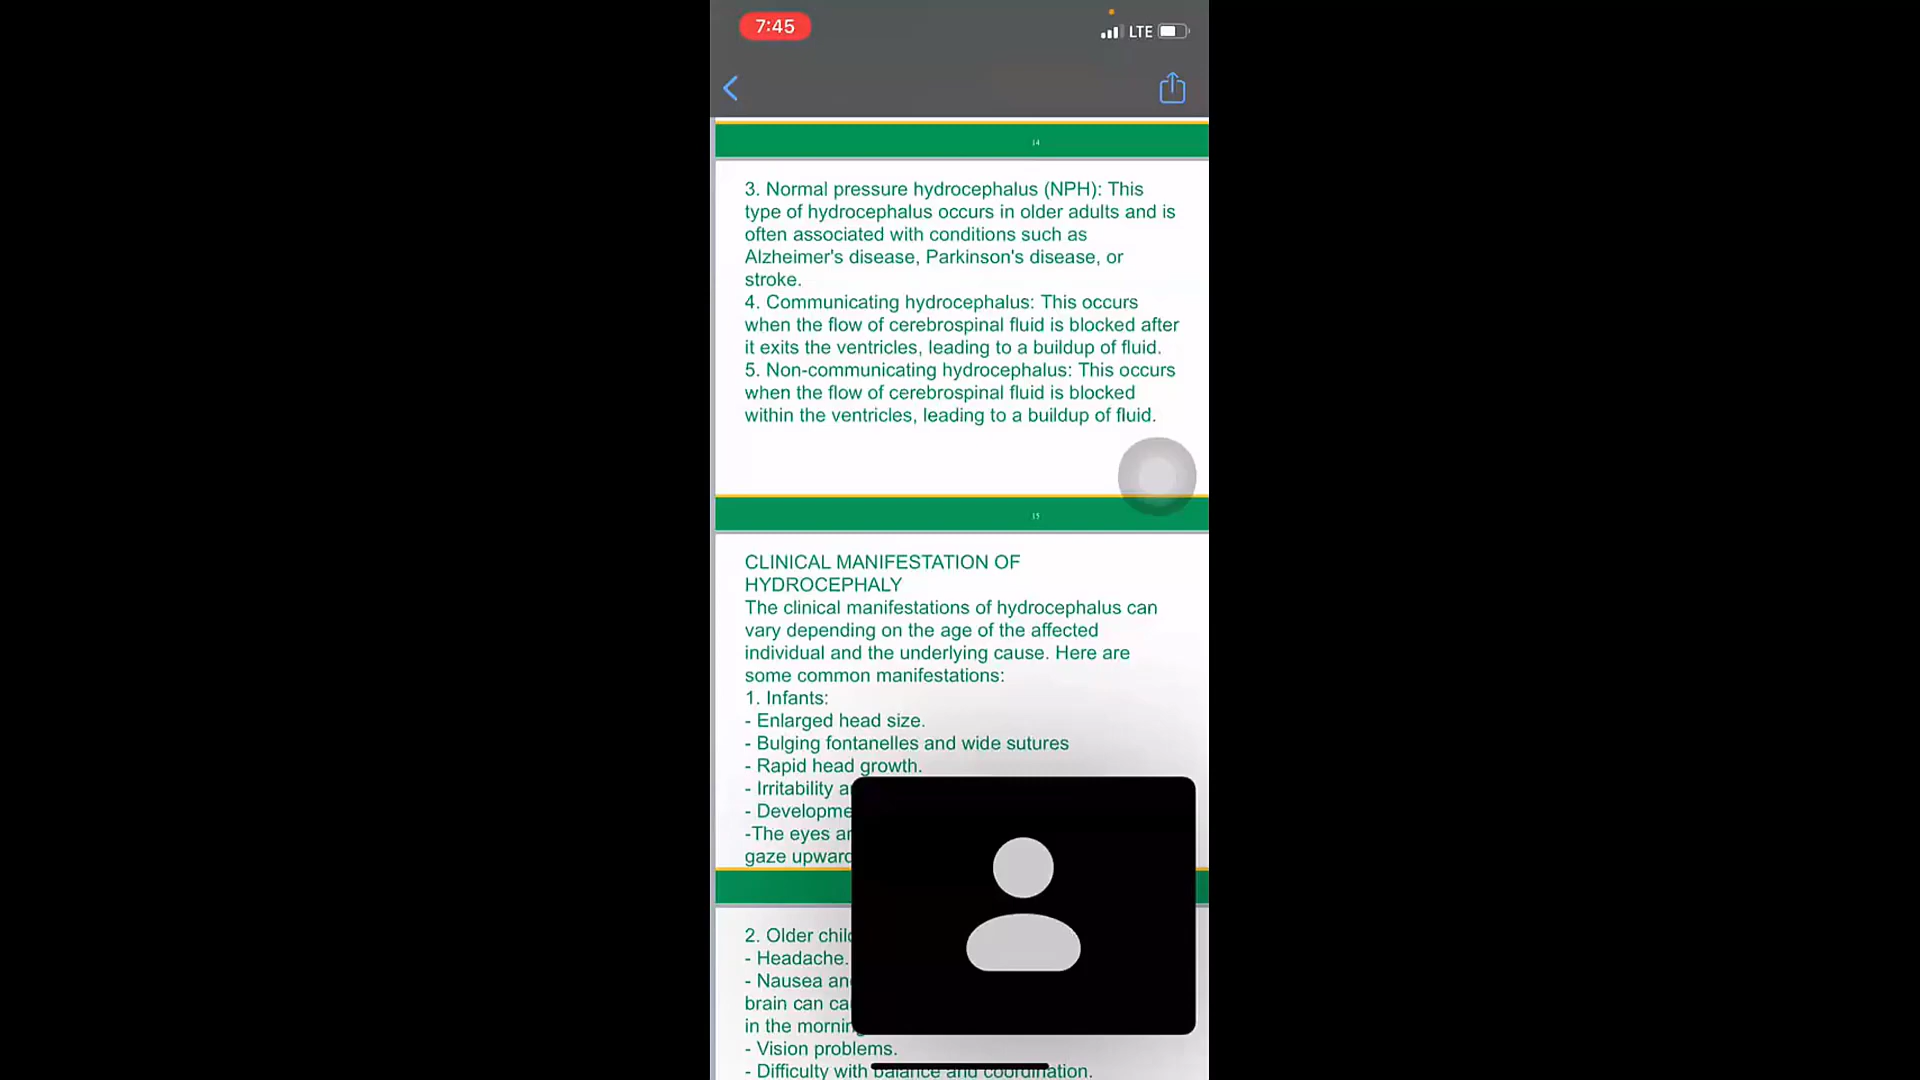 7:45
LTE
14
3. Normal pressure hydrocephalus (NPH): This
type of hydrocephalus occurs in older adults and is
often associated with conditions such as
Alzheimer's disease, Parkinson's disease, or
stroke.
4. Communicating hydrocephalus: This occurs
when the flow of cerebrospinal fluid is blocked after
it exits the ventricles, leading to a buildup of fluid.
5. Non-communicating hydrocephalus: This occurs
when the flow of cerebrospinal fluid is blocked
within the ventricles, leading to a buildup of fluid.
15
CLINICAL MANIFESTATION OF
HYDROCEPHALY
The clinical manifestations of hydrocephalus can
vary depending on the age of the affected
individual and the underlying cause. Here are
some common manifestations:
1. Infants:
- Enlarged head size.
- Bulging fontanelles and wide sutures
- Rapid head growth.
- Irritability
-The eyes
gaze
2. Older
- Headache.
- Nausea
brain can
in the
- Vision problems.
- Difficulty with balance and coordination.